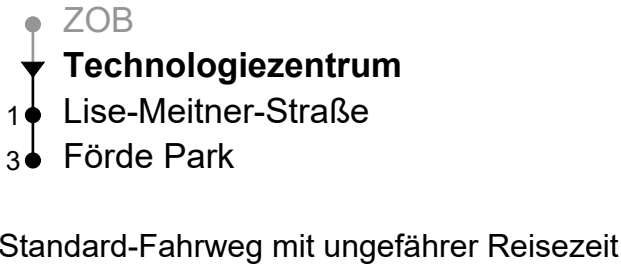 ZOB
Technologiezentrum
1 Lise-Meitner-Straße
3 Förde Park
Standard-Fahrweg mit ungefährer Reisezeit